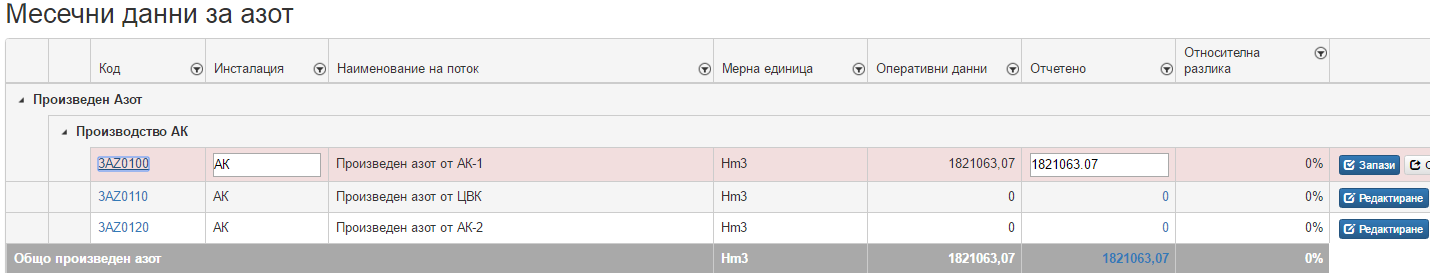 Месечни данни за азот
Код Инсталация Наименование на поток Мерна единица Оперативни данни Отчетено Относителна разлика
Произведен Азот
Производство АК
3AZ0100 АК Произведен азот от АК-1 Hm3 1821063,07 1821063.07 0% Запази
3AZ0110 АК Произведен азот от ЦВК Hm3 0 0 0% Редактиране
3AZ0120 АК Произведен азот от АК-2 Hm3 0 0 0% Редактиране
Общо произведен азот Hm3 1821063,07 1821063,07 0%